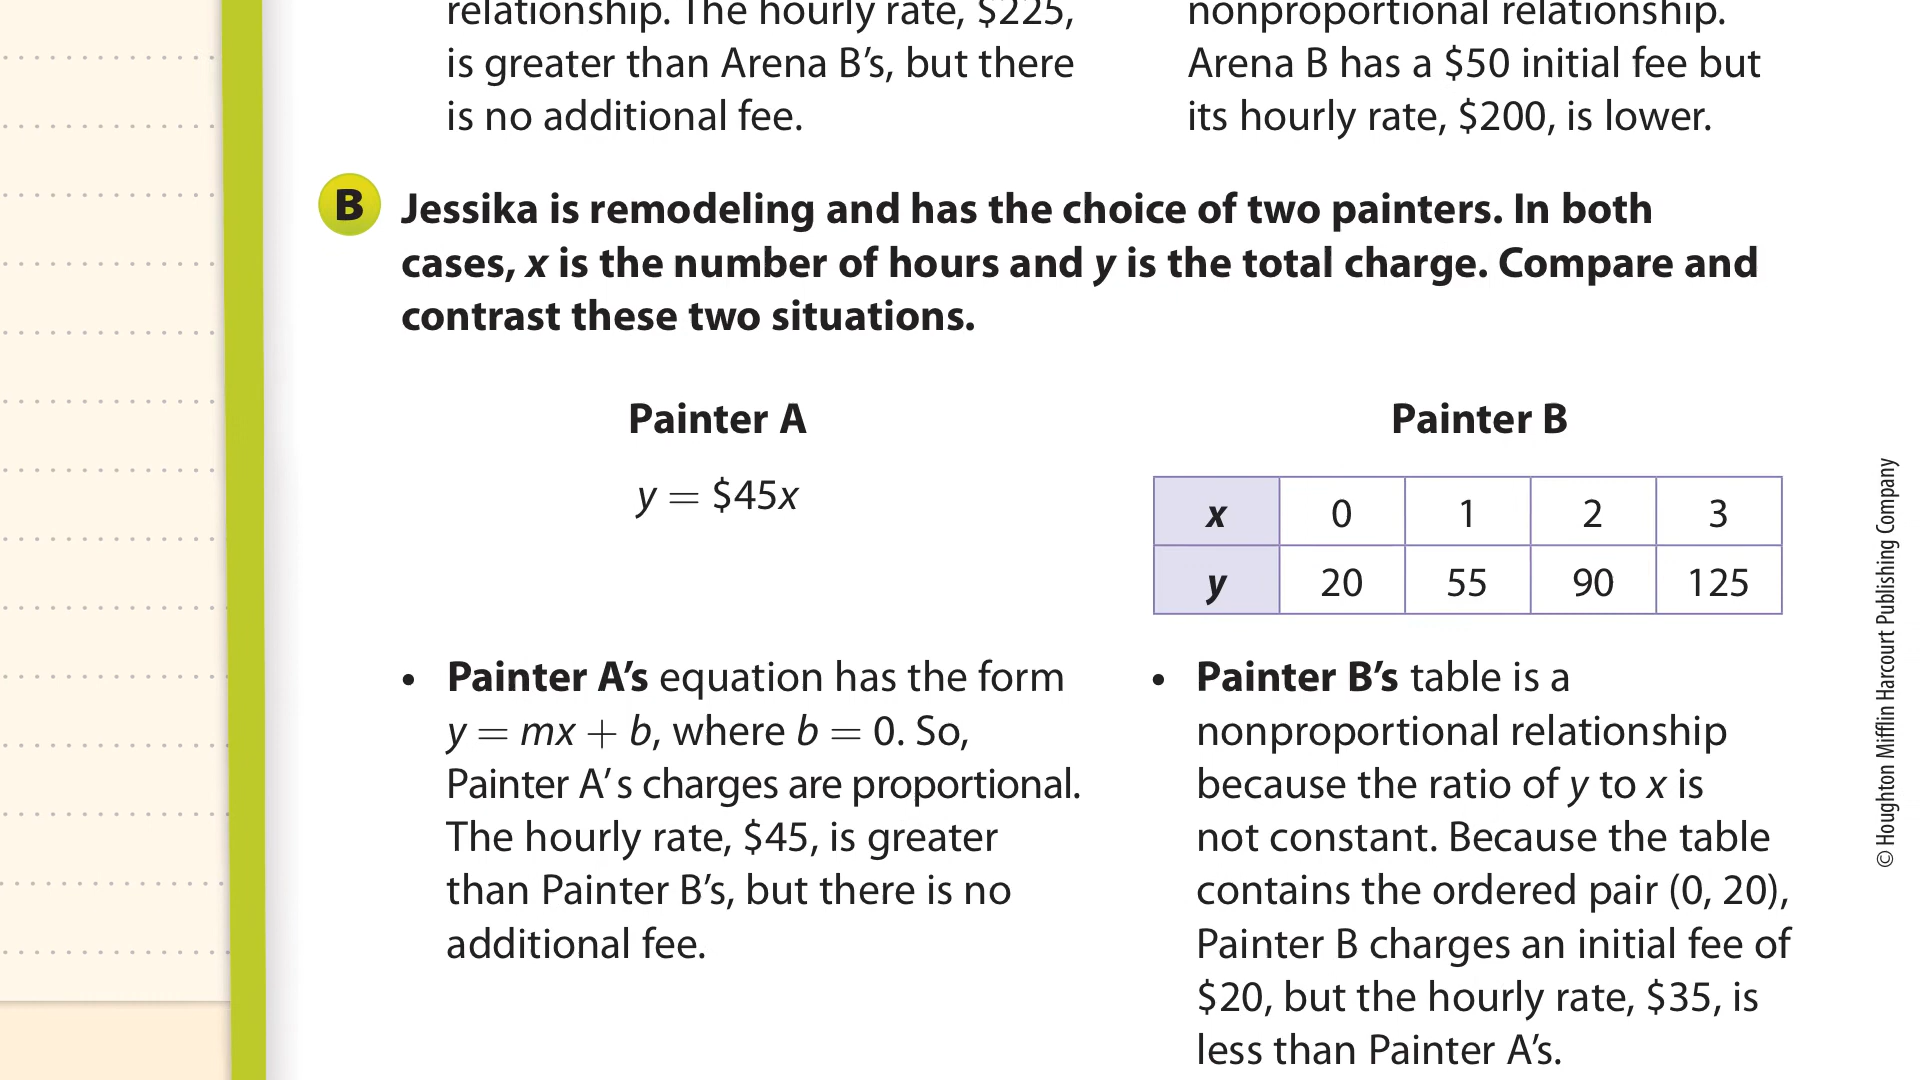 relationship. The hourly rate, $225,
is greater than Arena B’s, but there
is no additional fee.
nonproportional relationship.
Arena B has a $50 initial fee but
its hourly rate, $200, is lower.
B Jessika is remodeling and has the choice of two painters. In both
cases, x is the number of hours and y is the total charge. Compare and
contrast these two situations.
Painter A
y = $45x
• Painter A’s equation has the form
y = mx + b, where b = 0. So,
Painter A’ s charges are proportional.
The hourly rate, $45, is greater
than Painter B’s, but there is no
additional fee.
Painter B
x 0 1 2 3
y 20 55 90 125
• Painter B’s table is a
nonproportional relationship
because the ratio of y to x is
not constant. Because the table
contains the ordered pair (0, 20),
Painter B charges an initial fee of
$20, but the hourly rate, $35, is
less than Painter A’s.
© Houghton Mifflin Harcourt Publishing Company